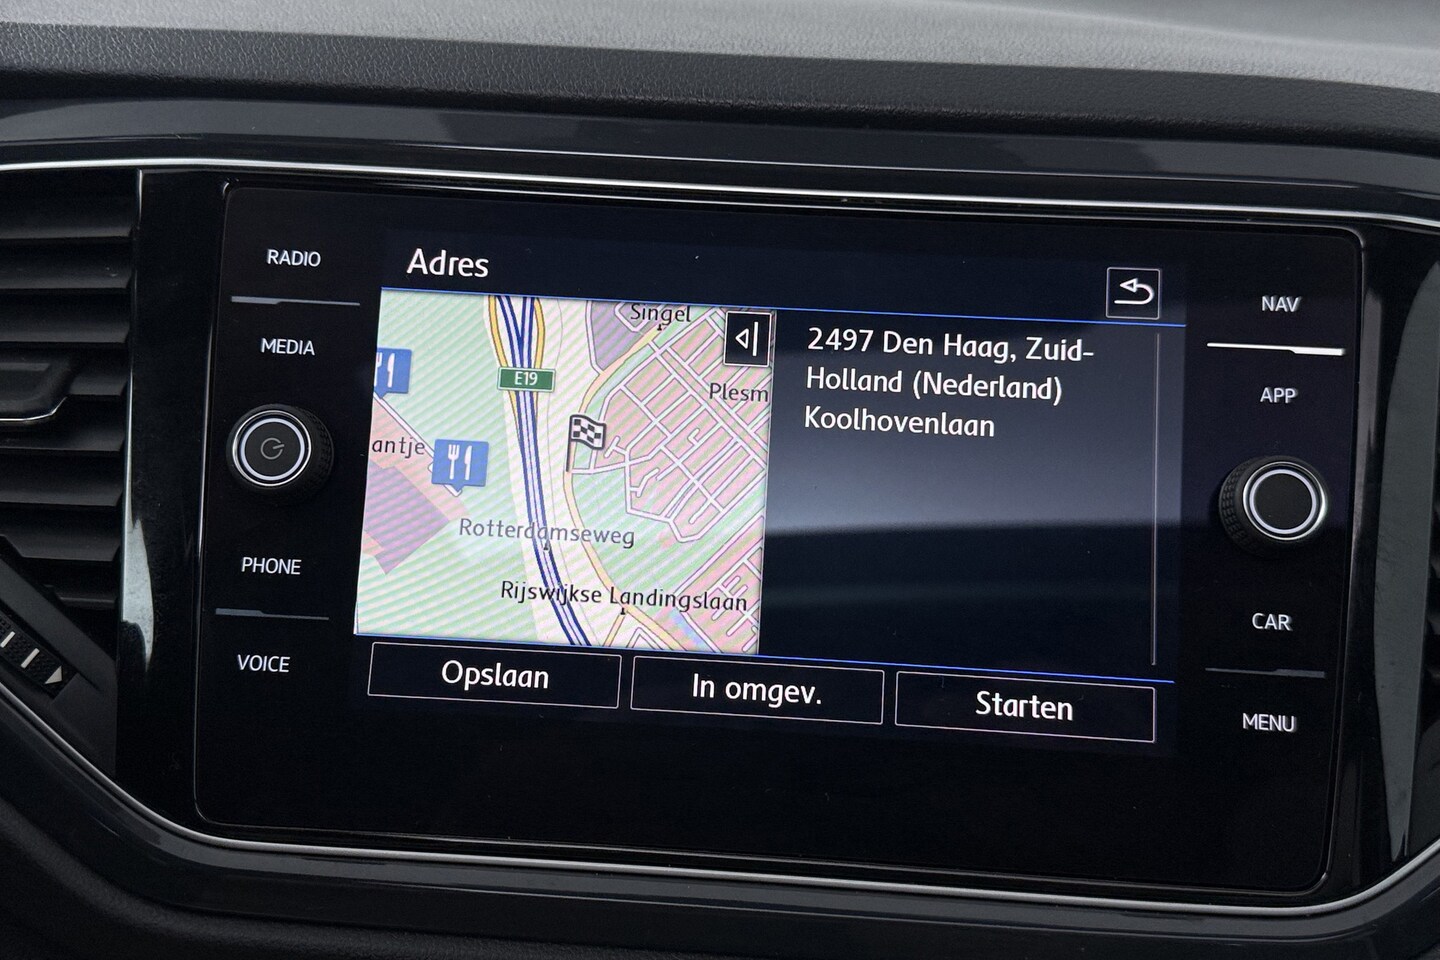 RADIO
MEDIA
PHONE
VOICE
Adres
Singel
E19
Plesm
antje
Rotterdamseweg
Rijswijkse Landingslaan
2497 Den Haag, Zuid-
Holland (Nederland)
Koolhovenlaan
Opslaan
In omgev.
Starten
NAV
APP
CAR
MENU